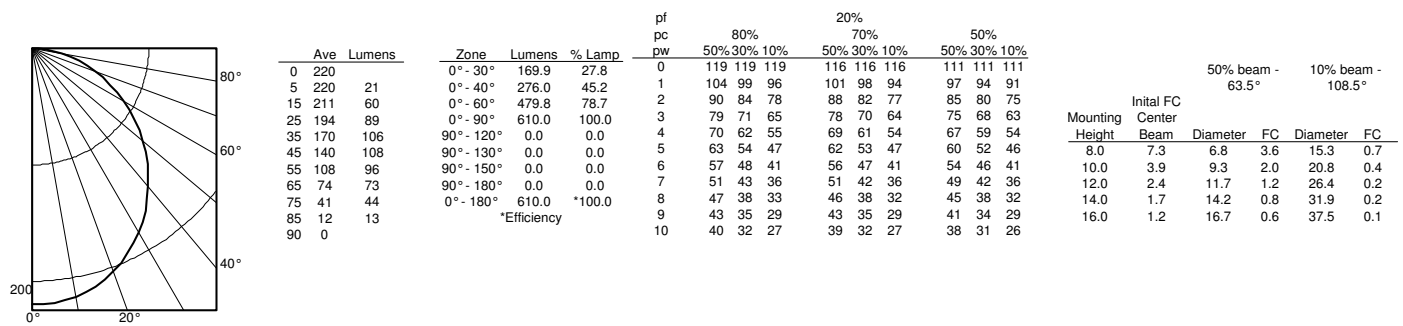 80°
60°
40°
200
0° 20°
Ave Lumens
0 220
5 220 21
15 211 60
25 194 89
35 170 106
45 140 108
55 108 96
65 74 73
75 41 44
85 12 13
90 0
Zone Lumens % Lamp
0° - 30° 169.9 27.8
0° - 40° 276.0 45.2
0° - 60° 479.8 78.7
0° - 90° 610.0 100.0
90° - 120° 0.0 0.0
90° - 130° 0.0 0.0
90° - 150° 0.0 0.0
90° - 180° 0.0 0.0
0° - 180° 610.0 *100.0
*Efficiency
pf 20%
pc 80% 70% 50%
pw 50% 30% 10% 50% 30% 10% 50% 30% 10%
0 119 119 119 116 116 116 111 111 111
1 104 99 96 101 98 94 97 94 91
2 90 84 78 88 82 77 85 80 75
3 79 71 65 78 70 64 75 68 63
4 70 62 55 69 61 54 67 59 54
5 63 54 47 62 53 47 60 52 46
6 57 48 41 56 47 41 54 46 41
7 51 43 36 51 42 36 49 42 36
8 47 38 33 46 38 32 45 38 32
9 43 35 29 43 35 29 41 34 29
10 40 32 27 39 32 27 38 31 26
50% beam - 10% beam -
63.5° 108.5°
Inital FC
Mounting Center
Height Beam Diameter FC Diameter FC
8.0 7.3 6.8 3.6 15.3 0.7
10.0 3.9 9.3 2.0 20.8 0.4
12.0 2.4 11.7 1.2 26.4 0.2
14.0 1.7 14.2 0.8 31.9 0.2
16.0 1.2 16.7 0.6 37.5 0.1